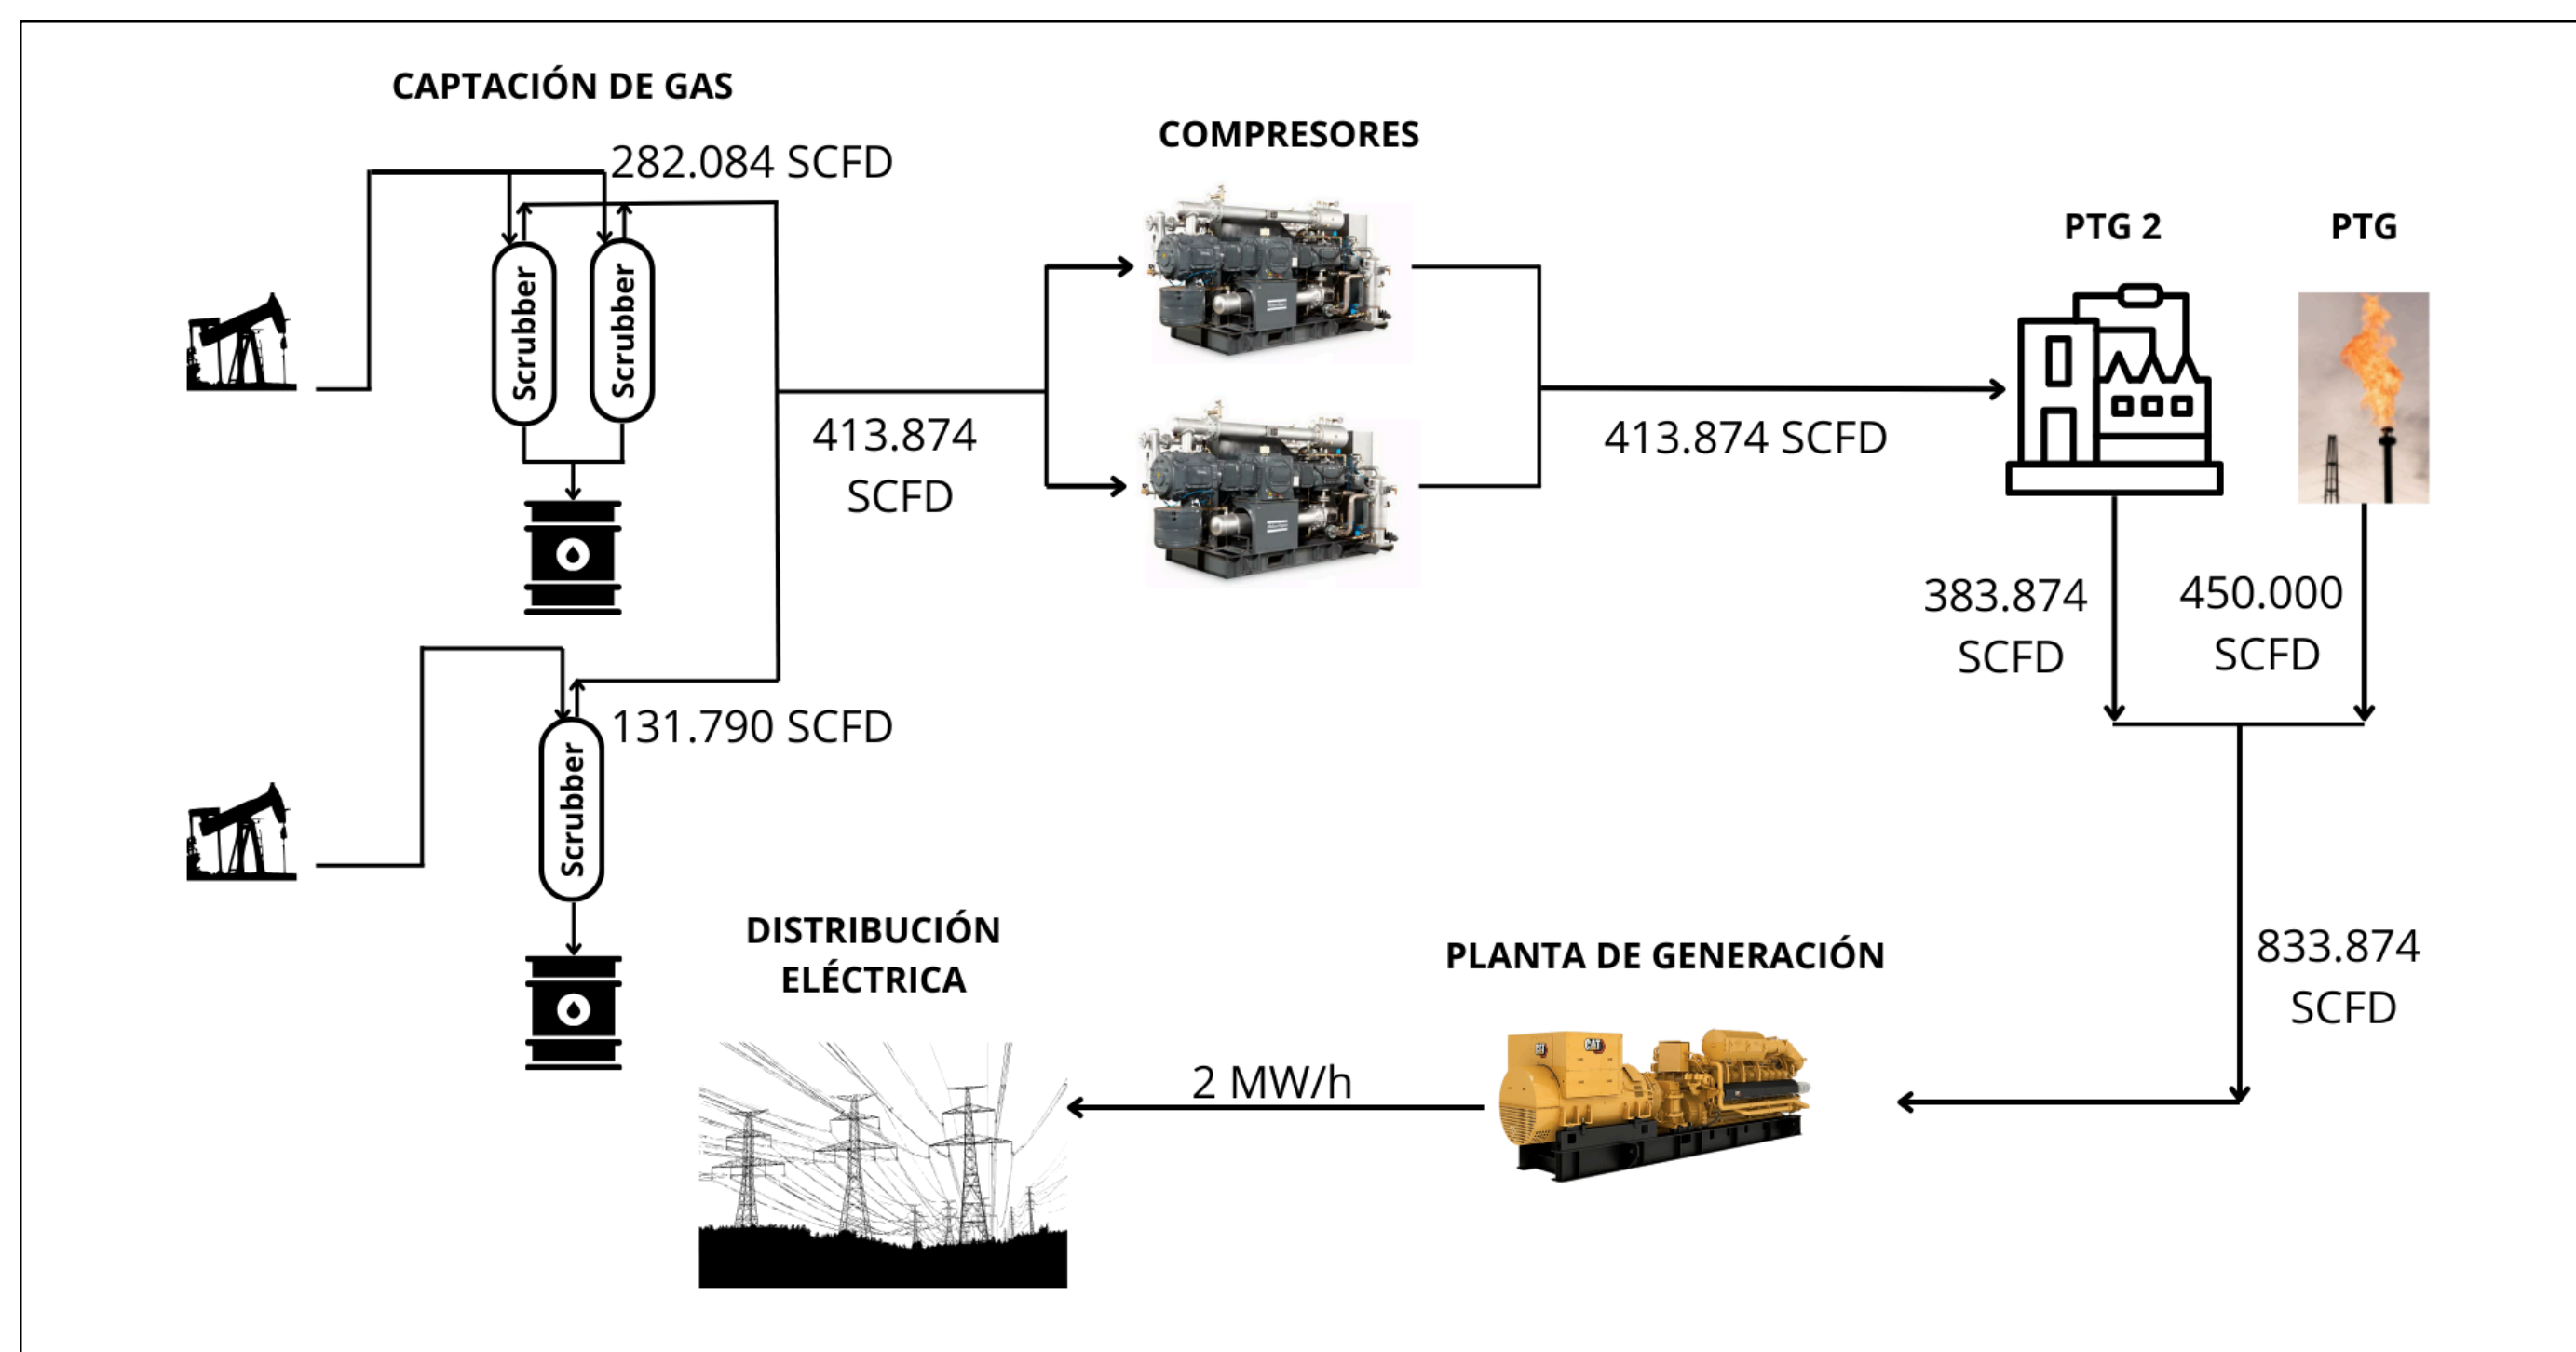 CAPTACIÓN DE GAS
282.084 SCFD
Scrubber
Scrubber
413.874
SCFD
131.790 SCFD
Scrubber
COMPRESORES
413.874 SCFD
PTG 2
PTG
383.874
SCFD
450.000
SCFD
833.874
SCFD
PLANTA DE GENERACIÓN
CAT
CAT
2 MW/h
DISTRIBUCIÓN
ELÉCTRICA